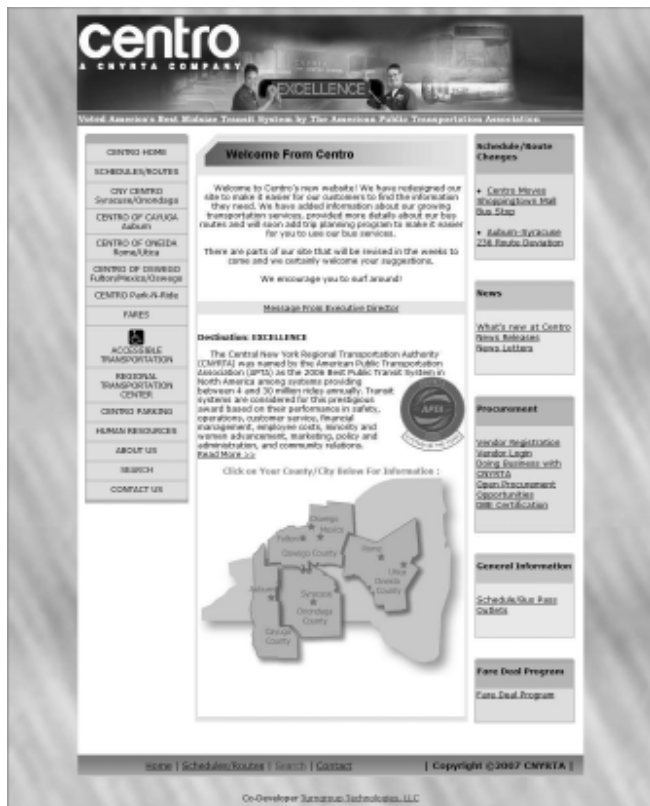 centro
A CNYRTA COMPANY
EXCELLENCE
Voted America's Best Midsize Transit System by The American Public Transportation Association
CENTRO HOME
SCHEDULES/ROUTES
CNY CENTRO
Syracuse/Onondaga
CENTRO OF CAYUGA
Auburn
CENTRO OF ONEIDA
Rome/Utica
CENTRO OF OSWEGO
Fulton/Mexico/Oswego
CENTRO Park-N-Ride
FARES
ACCESSIBLE
TRANSPORTATION
REGIONAL
TRANSPORTATION
CENTER
CENTRO PARKING
HUMAN RESOURCES
ABOUT US
SEARCH
CONTACT US
Welcome From Centro
Welcome to Centro's new website! We have redesigned our
site to make it easier for our customers to find the information
they need. We have added information about our growing
transportation services, provided more details about our bus
routes and will soon add trip planning program to make it easier
for you to use our bus services.
There are parts of our site that will be revised in the weeks to
come and we certainly welcome your suggestions.
We encourage you to surf around!
Message From Executive Director
Destination: EXCELLENCE
The Central New York Regional Transportation Authority
(CNYRTA) was named by the American Public Transportation
Association (APTA) as the 2006 Best Public Transit System in
North America among systems providing
between 4 and 30 million rides annually. Transit
systems are considered for this prestigious
award based on their performance in safety,
operations, customer service, financial
management, employee costs, minority and
women advancement, marketing, policy and
administration, and community relations.
Read More >>
APTA
Click on Your County/City Below For Information :
Oswego
Mexico
Fulton
Oswego County
Rome
Utica
Oneida
County
Auburn
Syracuse
Onondaga
County
Cayuga
County
Schedule/Route
Changes
• Centro Moves
Shoppingtown Mall
Bus Stop
• Auburn-Syracuse
236 Route Deviation
News
What's new at Centro
News Releases
News Letters
Procurement
Vendor Registration
Vendor Login
Doing Business with
CNYRTA
Open Procurement
Opportunities
DBE Certification
General Information
Schedule/Bus Pass
Outlets
Fare Deal Program
Fare Deal Program
Home | Schedules/Routes | Search | Contact
| Copyright ©2007 CNYRTA |
Co-Developer Turngroup Technologies, LLC